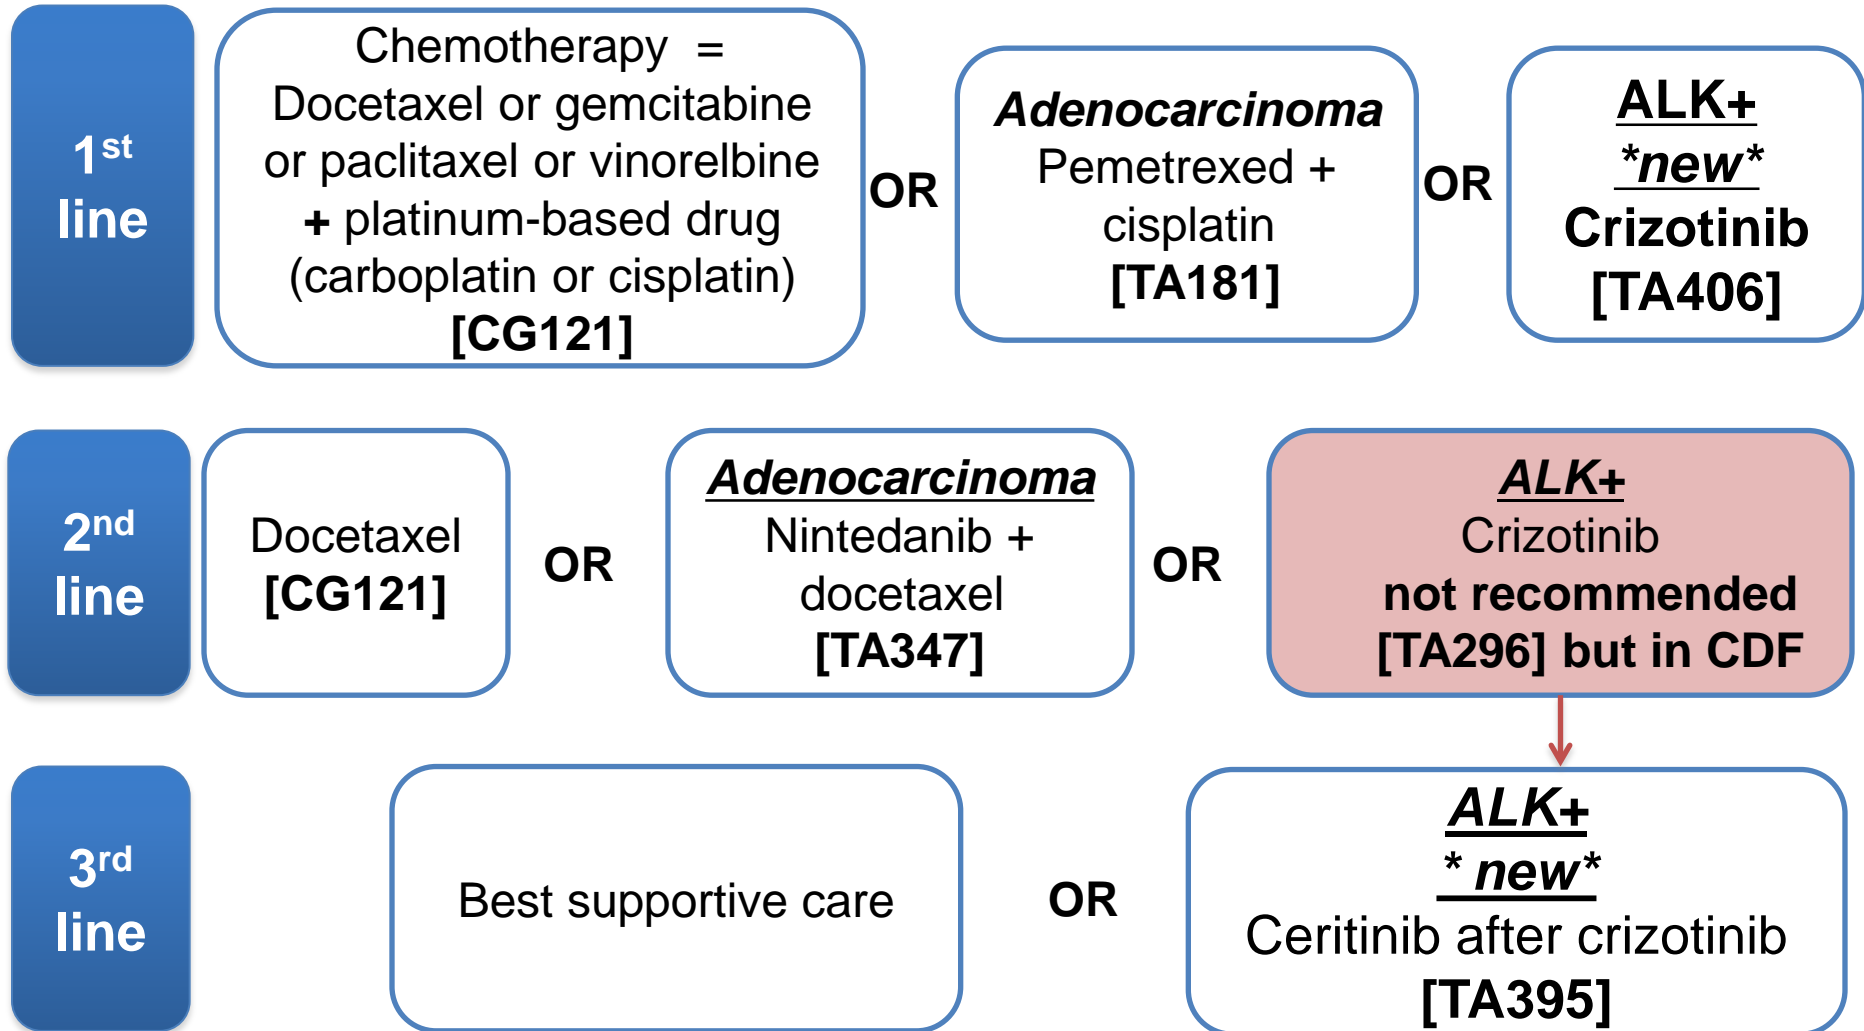 1st
line
Chemotherapy =
Docetaxel or gemcitabine
or paclitaxel or vinorelbine
+ platinum-based drug
(carboplatin or cisplatin)
[CG121]
OR
Adenocarcinoma
Pemetrexed +
cisplatin
[TA181]
OR
ALK+
*new*
Crizotinib
[TA406]
2nd
line
Docetaxel
[CG121]
OR
Adenocarcinoma
Nintedanib +
docetaxel
[TA347]
OR
ALK+
Crizotinib
not recommended
[TA296] but in CDF
3rd
line
Best supportive care
OR
ALK+
* new*
Ceritinib after crizotinib
[TA395]